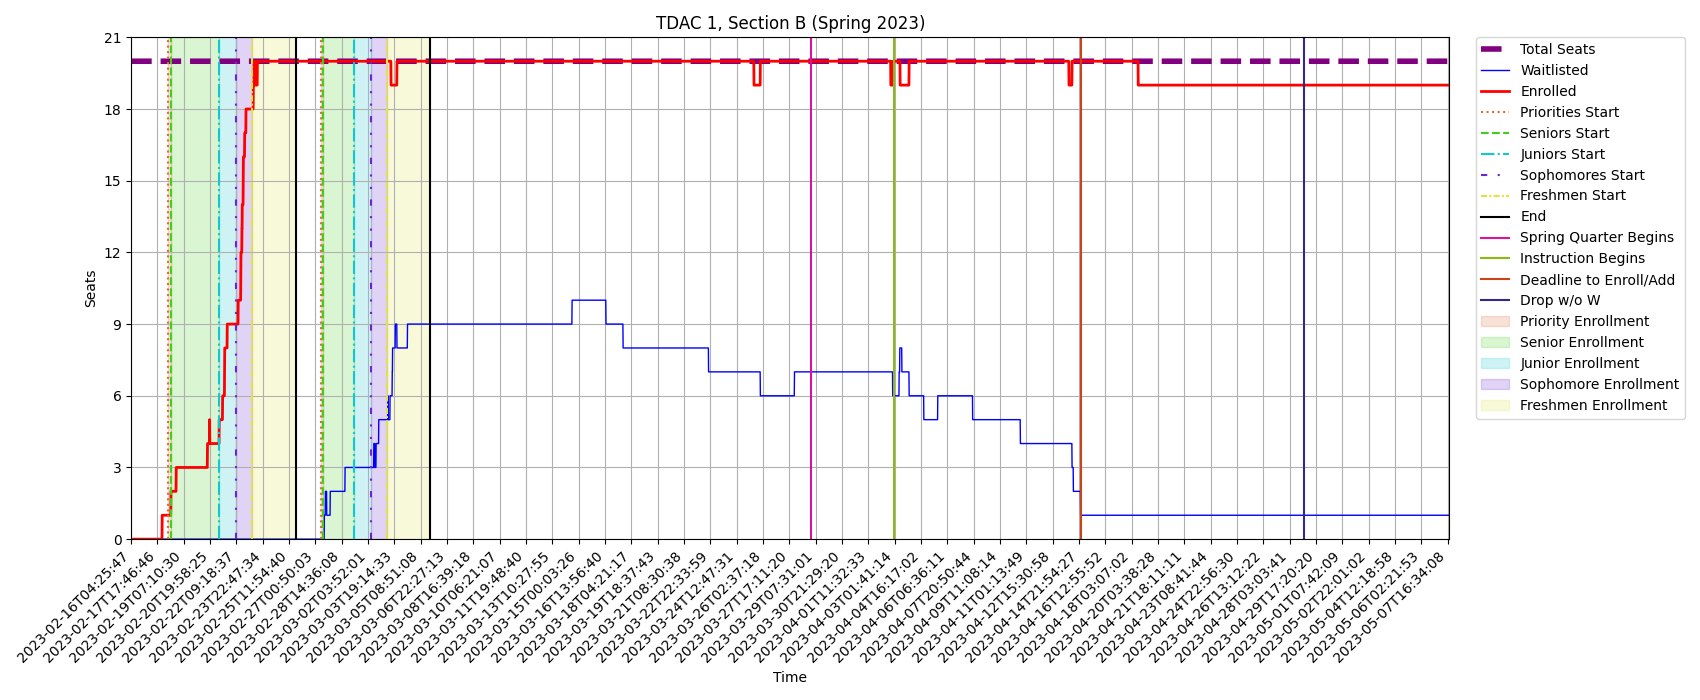 TDAC 1, Section B (Spring 2023)
21
18
15
12
9
6
3
0
Seats
2023-02-16T04:25:47
2023-02-17T17:46:46
2023-02-19T07:10:30
2023-02-20T19:58:25
2023-02-22T09:18:37
2023-02-23T22:47:34
2023-02-25T11:54:40
2023-02-27T00:50:03
2023-02-28T14:36:08
2023-03-02T03:52:01
2023-03-03T19:14:33
2023-03-05T08:51:08
2023-03-06T22:27:13
2023-03-08T16:39:18
2023-03-10T06:21:07
2023-03-11T19:48:40
2023-03-13T10:27:55
2023-03-15T00:03:26
2023-03-16T13:56:40
2023-03-18T04:21:17
2023-03-19T18:37:43
2023-03-21T08:30:38
2023-03-22T22:33:59
2023-03-24T12:47:31
2023-03-26T02:37:18
2023-03-27T17:11:20
2023-03-29T07:31:01
2023-03-30T21:29:20
2023-04-01T11:32:33
2023-04-03T01:41:14
2023-04-04T16:17:02
2023-04-06T06:36:11
2023-04-07T20:50:44
2023-04-09T11:08:14
2023-04-11T01:13:49
2023-04-12T15:30:58
2023-04-14T21:54:27
2023-04-16T12:55:52
2023-04-18T03:07:02
2023-04-20T03:38:28
2023-04-21T18:11:11
2023-04-23T08:41:44
2023-04-24T22:56:30
2023-04-26T13:12:22
2023-04-28T03:03:41
2023-04-29T17:20:20
2023-05-01T07:42:09
2023-05-02T22:01:02
2023-05-04T12:18:58
2023-05-06T02:21:53
2023-05-07T16:34:08
Time
Total Seats
Waitlisted
Enrolled
Priorities Start
Seniors Start
Juniors Start
Sophomores Start
Freshmen Start
End
Spring Quarter Begins
Instruction Begins
Deadline to Enroll/Add
Drop w/o W
Priority Enrollment
Senior Enrollment
Junior Enrollment
Sophomore Enrollment
Freshmen Enrollment